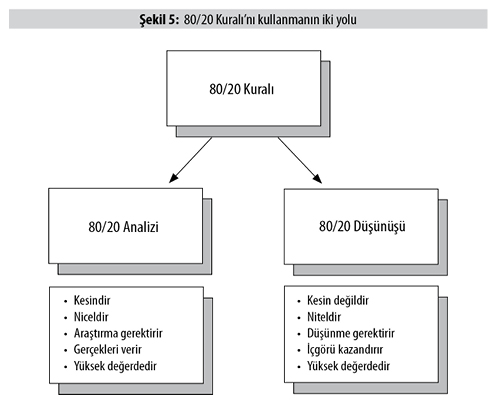 Şekil 5: 80/20 Kuralı'nı kullanmanın iki yolu
80/20 Kuralı
80/20 Analizi
• Kesindir
• Niceldir
• Araştırma gerektirir
• Gerçekleri verir
• Yüksek değerdedir
80/20 Düşünüşü
• Kesin değildir
• Niteldir
• Düşünme gerektirir
• İçgörü kazandırır
• Yüksek değerdedir